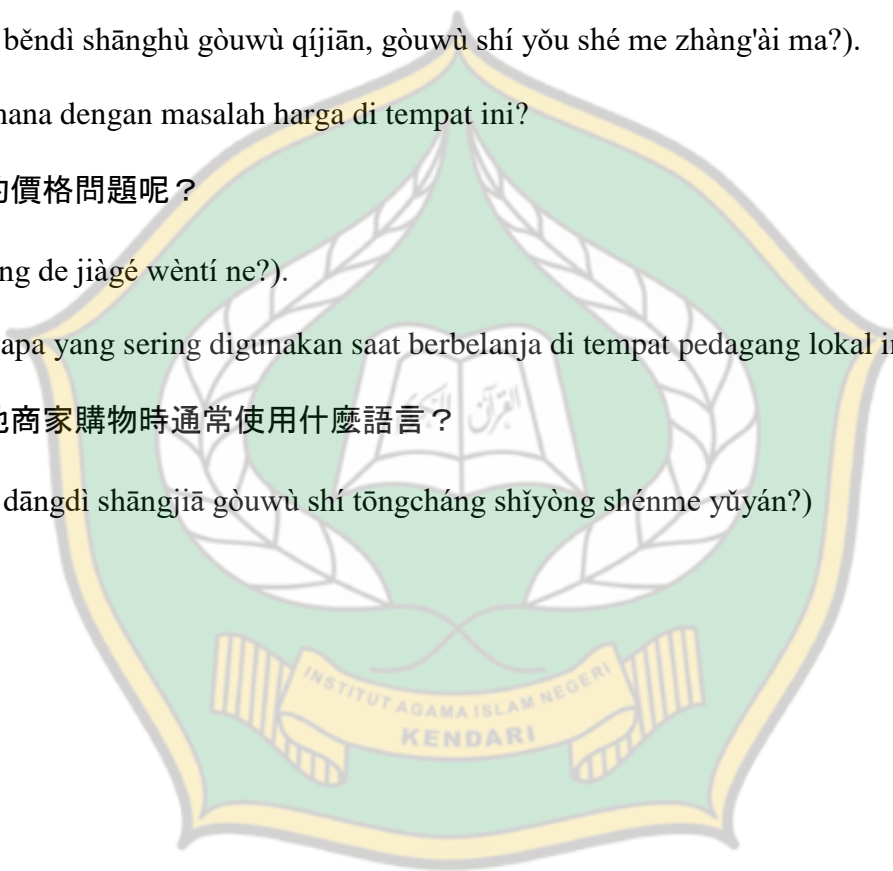 běndì shānghù gòuwù qíjiān, gòuwù shí yǒu shé me zhàng'ài ma?).
mana dengan masalah harga di tempat ini?
的價格問題呢？
ng de jiàgé wèntí ne?).
apa yang sering digunakan saat berbelanja di tempat pedagang lokal in
商家購物時通常使用什麼語言？
dāngdì shāngjiā gòuwù shí tōngcháng shǐyòng shénme yǔyán?)
القرآن الكريم
INSTITUT AGAMA ISLAM NEGERI
KENDARI